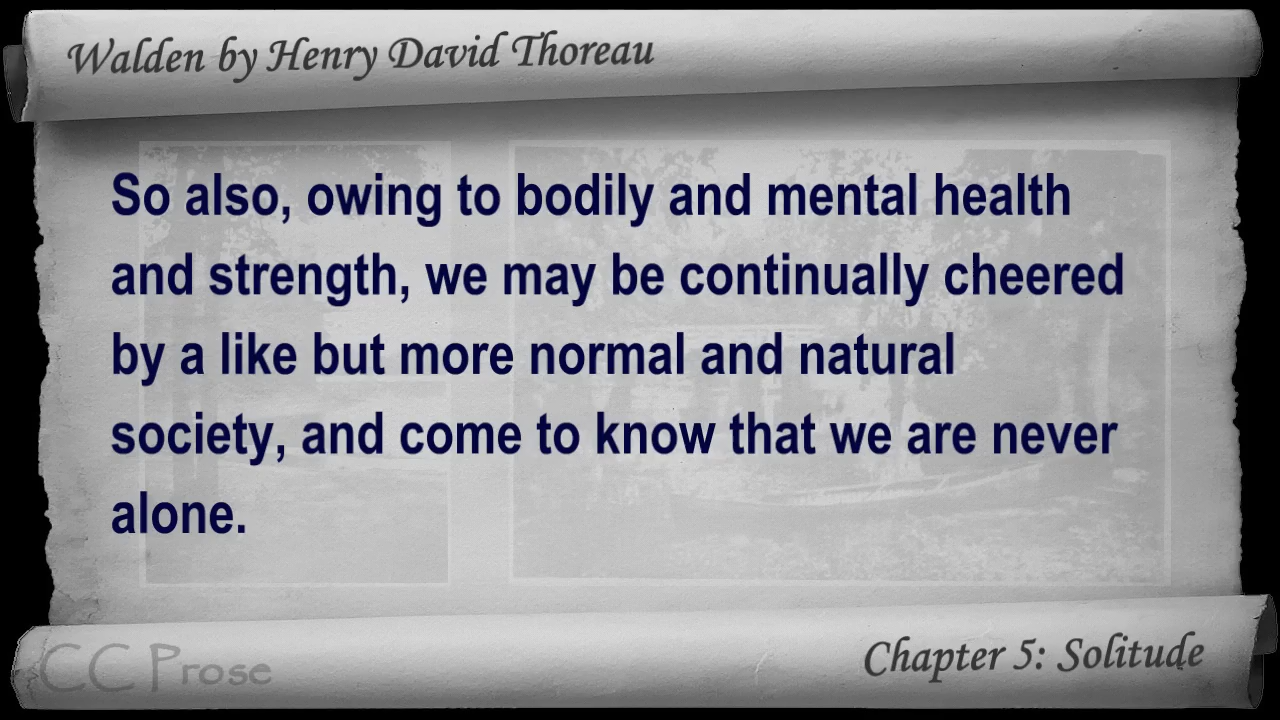 Walden by Henry David Thoreau
So also, owing to bodily and mental health
and strength, we may be continually cheered
by a like but more normal and natural
society, and come to know that we are never
alone.
CC Prose
Chapter 5: Solitude